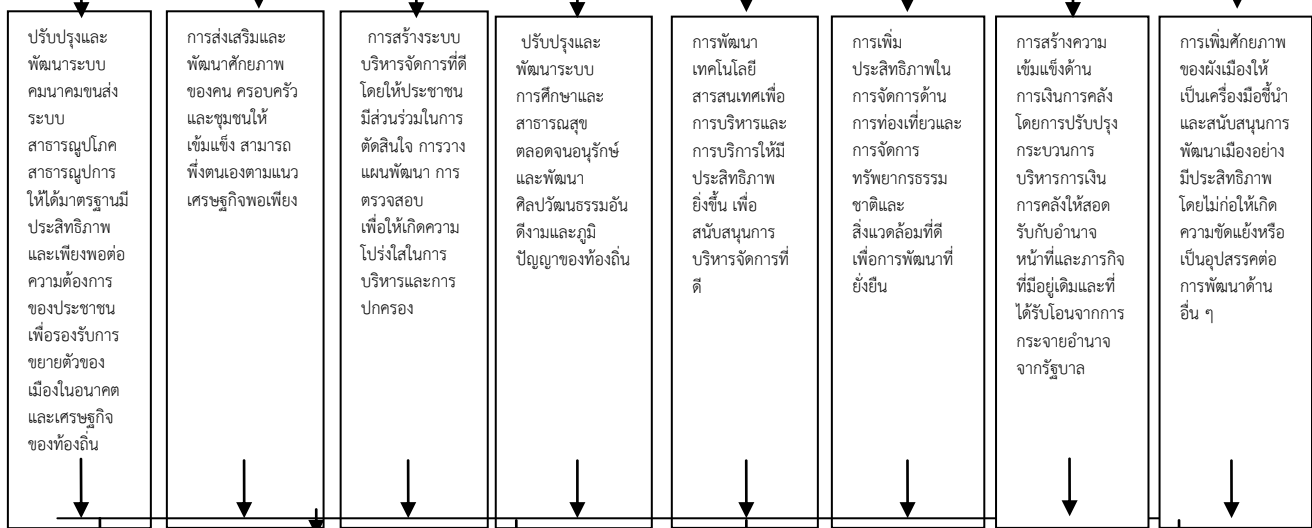 ปรับปรุงและ
พัฒนาระบบ
คมนาคมขนส่ง
ระบบ
สาธารณูปโภค
สาธารณูปการ
ให้ได้มาตรฐานมี
ประสิทธิภาพ
และเพียงพอต่อ
ความต้องการ
ของประชาชน
เพื่อรองรับการ
ขยายตัวของ
เมืองในอนาคต
และเศรษฐกิจ
ของท้องถิ่น
การส่งเสริมและ
พัฒนาศักยภาพ
ของคน ครอบครัว
และชุมชนให้
เข้มแข็ง สามารถ
พึ่งตนเองตามแนว
เศรษฐกิจพอเพียง
การสร้างระบบ
บริหารจัดการที่ดี
โดยให้ประชาชน
มีส่วนร่วมในการ
ตัดสินใจ การวาง
แผนพัฒนา การ
ตรวจสอบ
เพื่อให้เกิดความ
โปร่งใสในการ
บริหารและการ
ปกครอง
ปรับปรุงและ
พัฒนาระบบ
การศึกษาและ
สาธารณสุข
ตลอดจนอนุรักษ์
และพัฒนา
ศิลปวัฒนธรรมอัน
ดีงามและภูมิ
ปัญญาของท้องถิ่น
การพัฒนา
เทคโนโลยี
สารสนเทศเพื่อ
การบริหารและ
การบริการให้มี
ประสิทธิภาพ
ยิ่งขึ้น เพื่อ
สนับสนุนการ
บริหารจัดการที่
ดี
การเพิ่ม
ประสิทธิภาพใน
การจัดการด้าน
การท่องเที่ยวและ
การจัดการ
ทรัพยากรธรรม
ชาติและ
สิ่งแวดล้อมที่ดี
เพื่อการพัฒนาที่
ยั่งยืน
การสร้างความ
เข้มแข็งด้าน
การเงินการคลัง
โดยการปรับปรุง
กระบวนการ
บริหารการเงิน
การคลังให้สอด
รับกับอำนาจ
หน้าที่และภารกิจ
ที่มีอยู่เดิมและที่
ได้รับโอนจากการ
กระจายอำนาจ
จากรัฐบาล
การเพิ่มศักยภาพ
ของผังเมืองให้
เป็นเครื่องมือชี้นำ
และสนับสนุนการ
พัฒนาเมืองอย่าง
มีประสิทธิภาพ
โดยไม่ก่อให้เกิด
ความขัดแย้งหรือ
เป็นอุปสรรคต่อ
การพัฒนาด้าน
อื่น ๆ